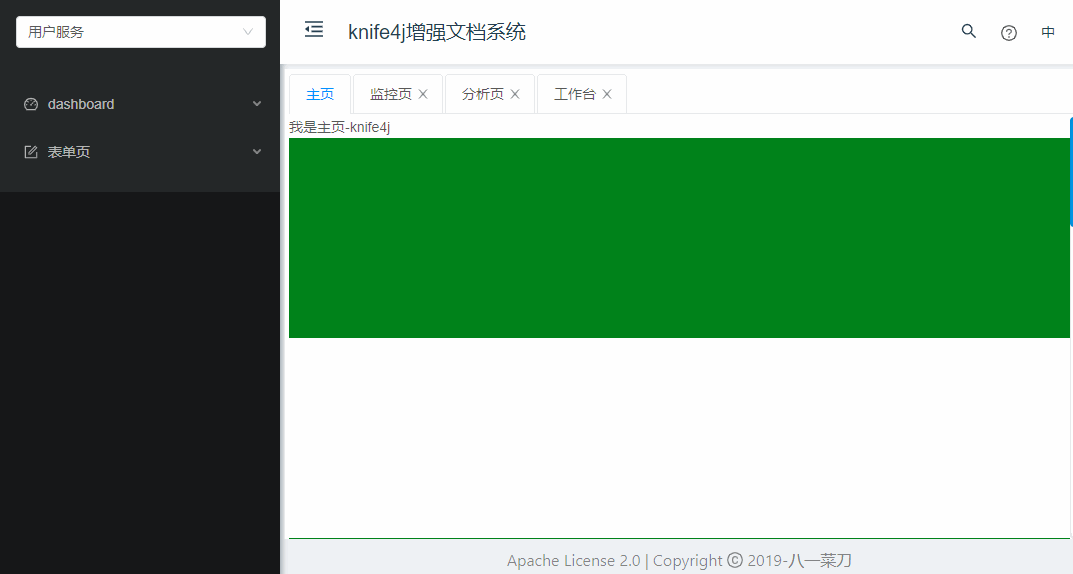 用户服务
knife4j增强文档系统
中
dashboard
表单页
主页 监控页 分析页 工作台
我是主页-knife4j
Apache License 2.0 | Copyright © 2019-八一菜刀